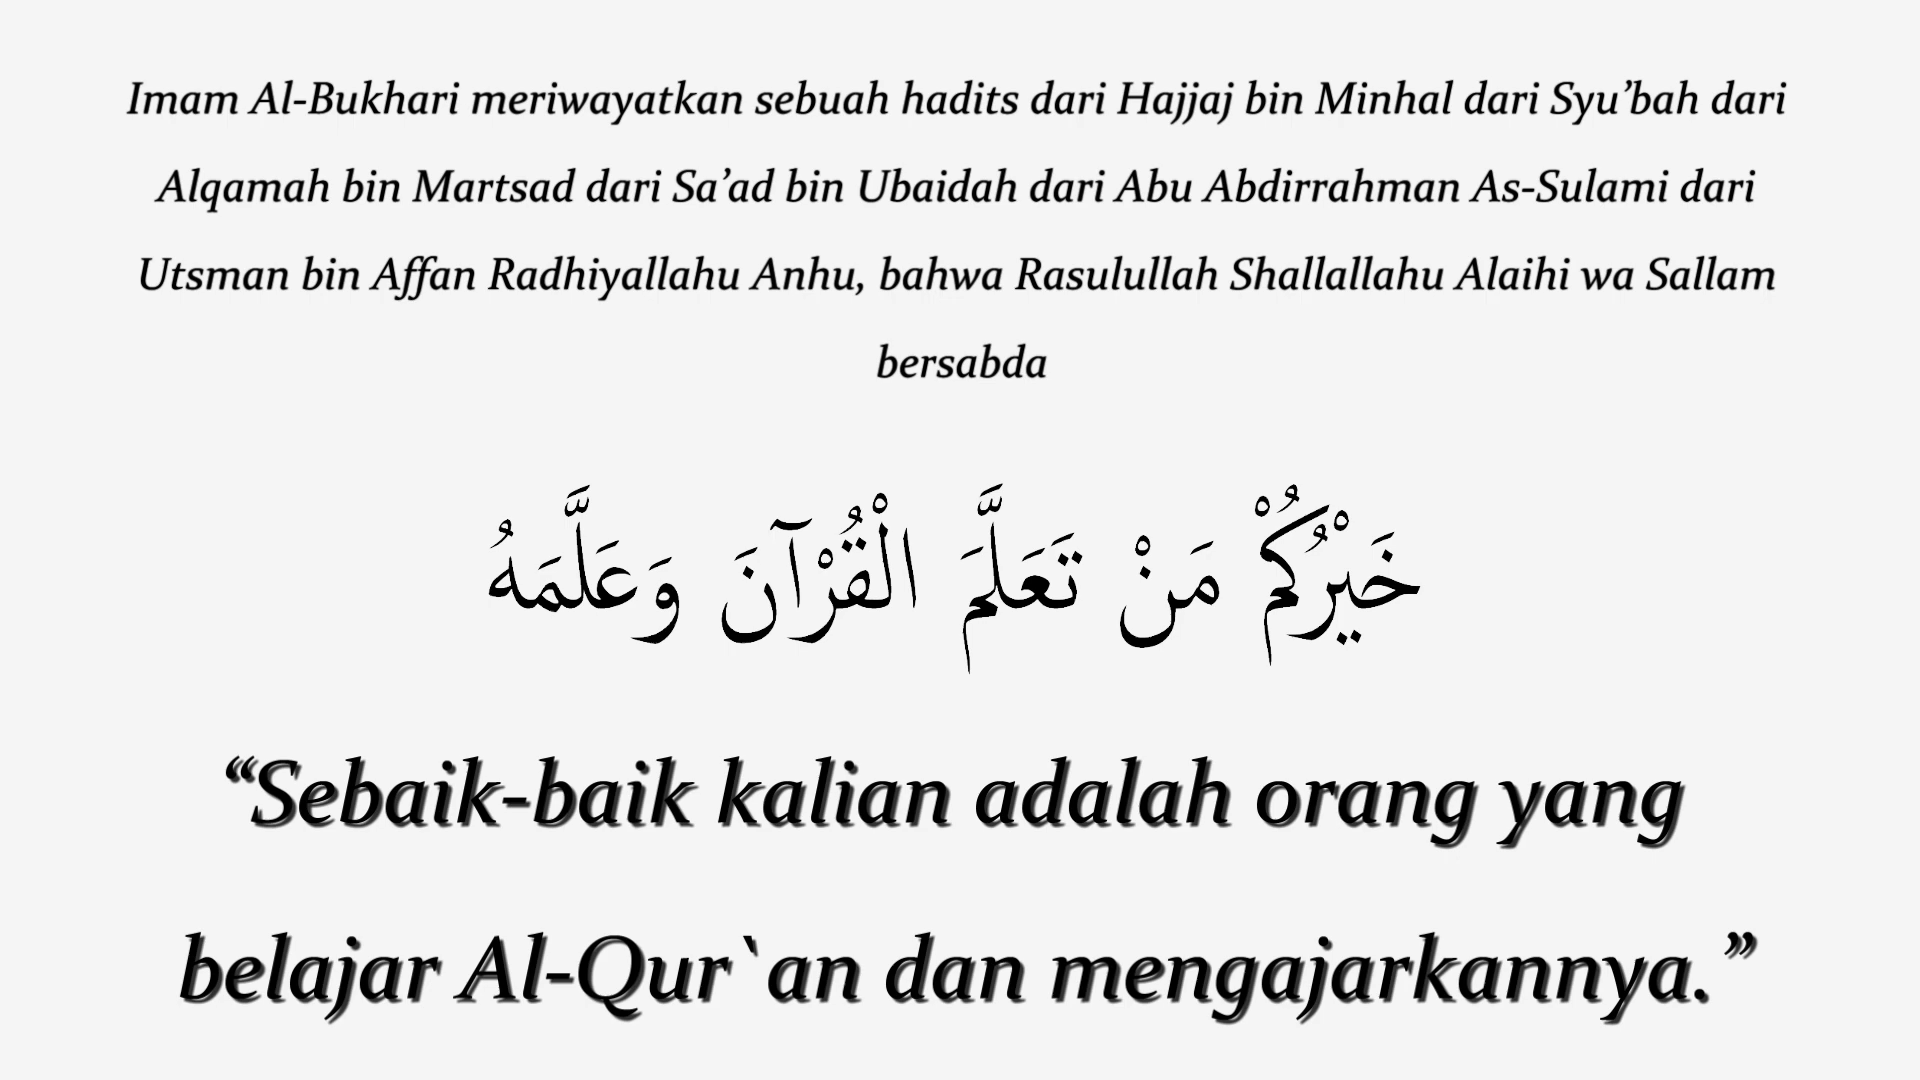 Imam Al-Bukhari meriwayatkan sebuah hadits dari Hajjaj bin Minhal dari Syu’bah dari
Alqamah bin Martsad dari Sa’ad bin Ubaidah dari Abu Abdirrahman As-Sulami dari
Utsman bin Affan Radhiyallahu Anhu, bahwa Rasulullah Shallallahu Alaihi wa Sallam
bersabda
خَيْرُكُمْ مَنْ تَعَلَّمَ الْقُرْآنَ وَعَلَّمَهُ
“Sebaik-baik kalian adalah orang yang
belajar Al-Qur`an dan mengajarkannya.”